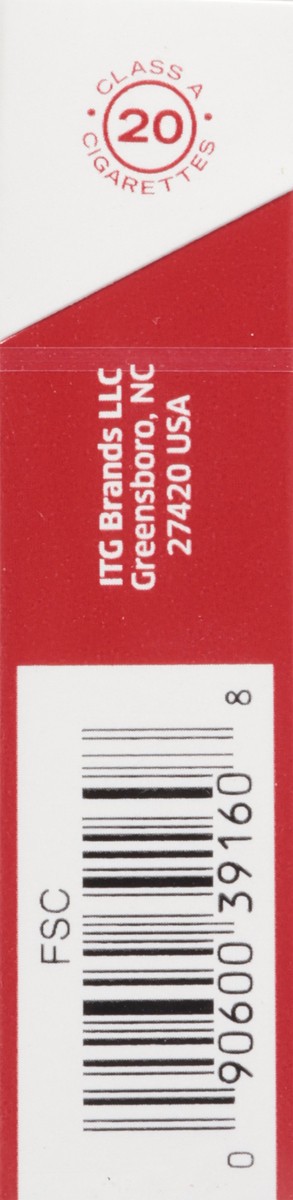 CLASS A
20
CIGARETTES
ITG Brands LLC
Greensboro, NC
27420 USA
FSC
0 90600 39160 8